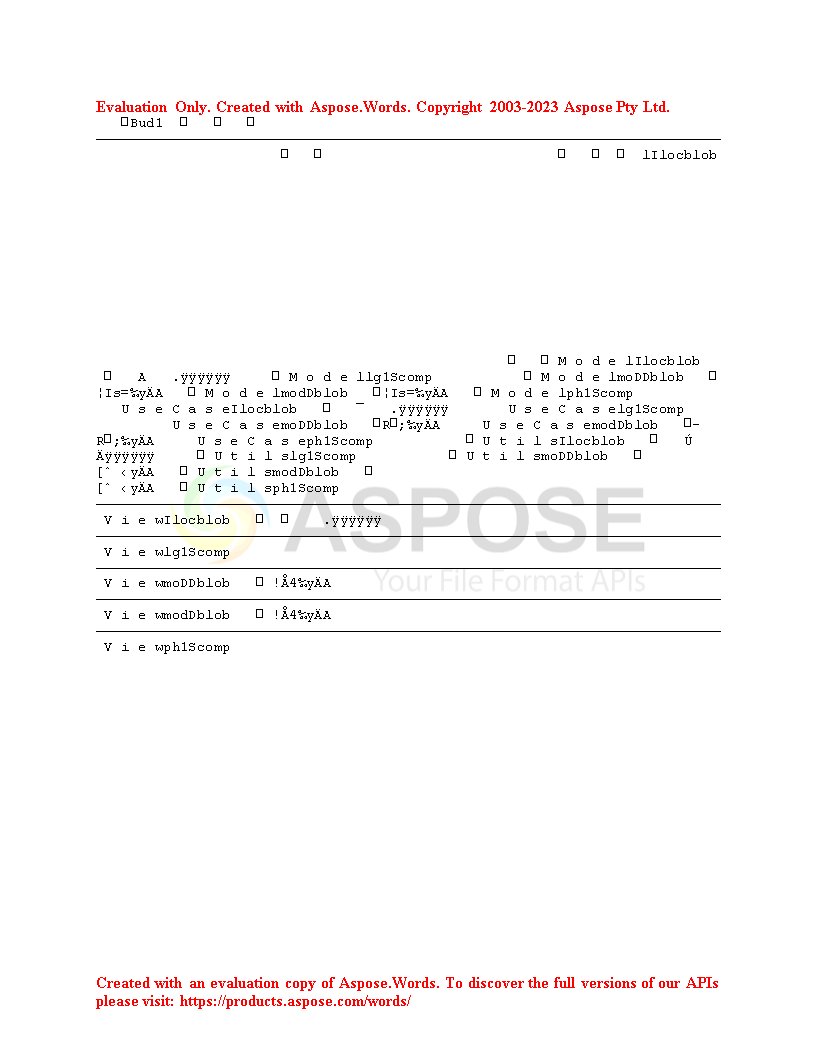 Evaluation Only. Created with Aspose.Words. Copyright 2003-2023 Aspose Pty Ltd.
□Bud1 □ □ □
□ □ □ □ □ lIlocblob
□ □ M o d e lIlocblob
□ A .ÿÿÿÿÿÿ □ M o d e llg1Scomp □ M o d e lmoDDblob □
¦Is=‰yÄA □ M o d e lmodDblob □¦Is=‰yÄA □ M o d e lph1Scomp
U s e C a s eIlocblob □ ¯ .ÿÿÿÿÿÿ U s e C a s elg1Scomp
U s e C a s emoDDblob □R□;‰yÄA U s e C a s emodDblob □–
R□;‰yÄA U s e C a s eph1Scomp □ U t i l sIlocblob □ Ú
Äÿÿÿÿÿÿ □ U t i l slg1Scomp □ U t i l smoDDblob □
[ˆ ‹yÄA □ U t i l smodDblob □
[ˆ ‹yÄA □ U t i l sph1Scomp
ASPOSE
V i e wIlocblob □ □ .ÿÿÿÿÿÿ
V i e wlg1Scomp
Your File Format APIs
V i e wmoDDblob □ !Å4‰yÄA
V i e wmodDblob □ !Å4‰yÄA
V i e wph1Scomp
Created with an evaluation copy of Aspose.Words. To discover the full versions of our APIs
please visit: https://products.aspose.com/words/